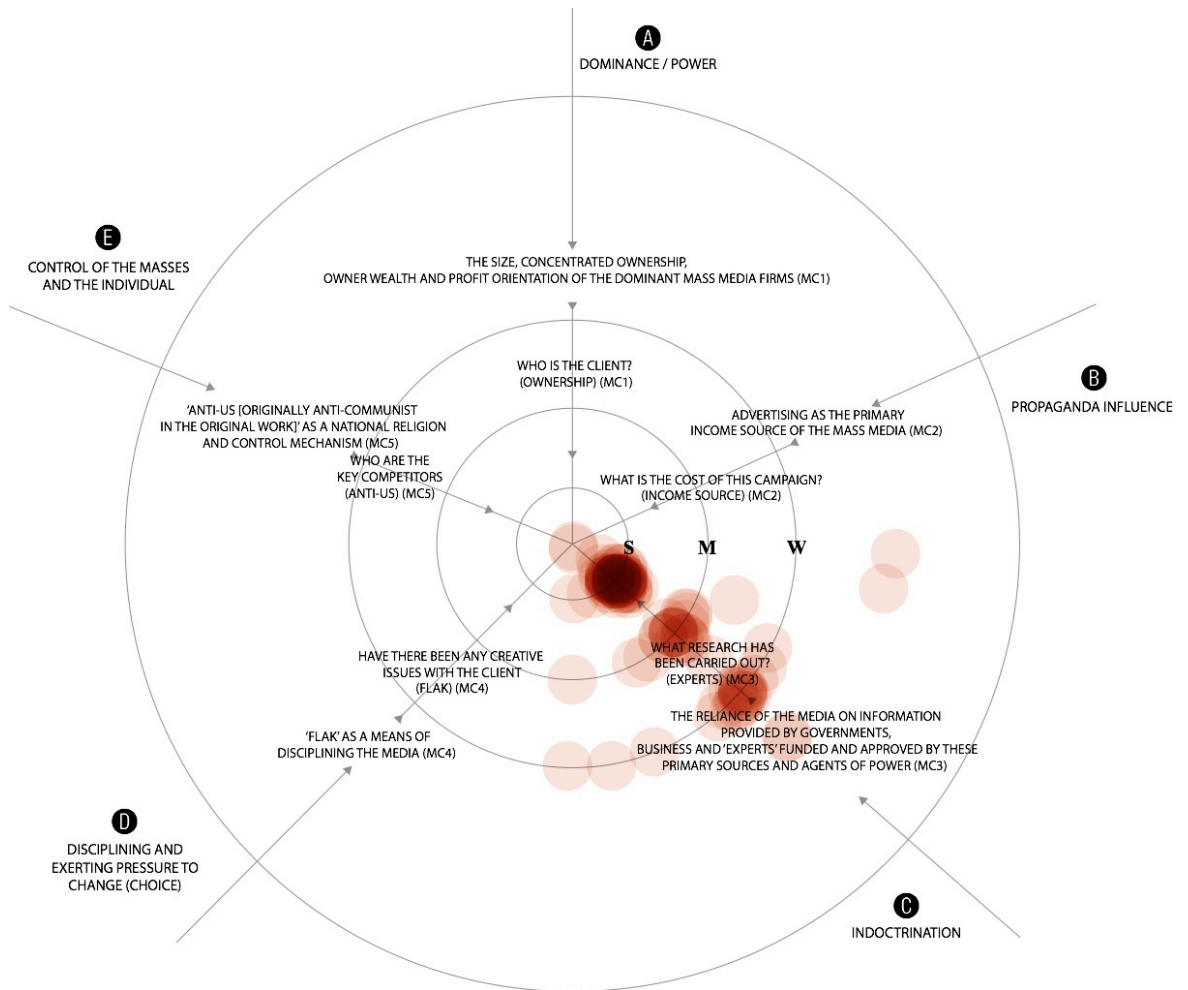 A
DOMINANCE / POWER
E
CONTROL OF THE MASSES
AND THE INDIVIDUAL
THE SIZE, CONCENTRATED OWNERSHIP,
OWNER WEALTH AND PROFIT ORIENTATION OF THE DOMINANT MASS MEDIA FIRMS (MC1)
WHO IS THE CLIENT?
(OWNERSHIP) (MC1)
B
PROPAGANDA INFLUENCE
'ANTI-US [ORIGINALLY ANTI-COMMUNIST
IN THE ORIGINAL WORK]' AS A NATIONAL RELIGION
AND CONTROL MECHANISM (MC5)
ADVERTISING AS THE PRIMARY
INCOME SOURCE OF THE MASS MEDIA (MC2)
WHO ARE THE
KEY COMPETITORS
(ANTI-US) (MC5)
WHAT IS THE COST OF THIS CAMPAIGN?
(INCOME SOURCE) (MC2)
S M W
HAVE THERE BEEN ANY CREATIVE
ISSUES WITH THE CLIENT
(FLAK) (MC4)
WHAT RESEARCH HAS
BEEN CARRIED OUT?
(EXPERTS) (MC3)
'FLAK' AS A MEANS OF
DISCIPLINING THE MEDIA (MC4)
THE RELIANCE OF THE MEDIA ON INFORMATION
PROVIDED BY GOVERNMENTS,
BUSINESS AND 'EXPERTS' FUNDED AND APPROVED BY THESE
PRIMARY SOURCES AND AGENTS OF POWER (MC3)
D
DISCIPLINING AND
EXERTING PRESSURE TO
CHANGE (CHOICE)
C
INDOCTRINATION